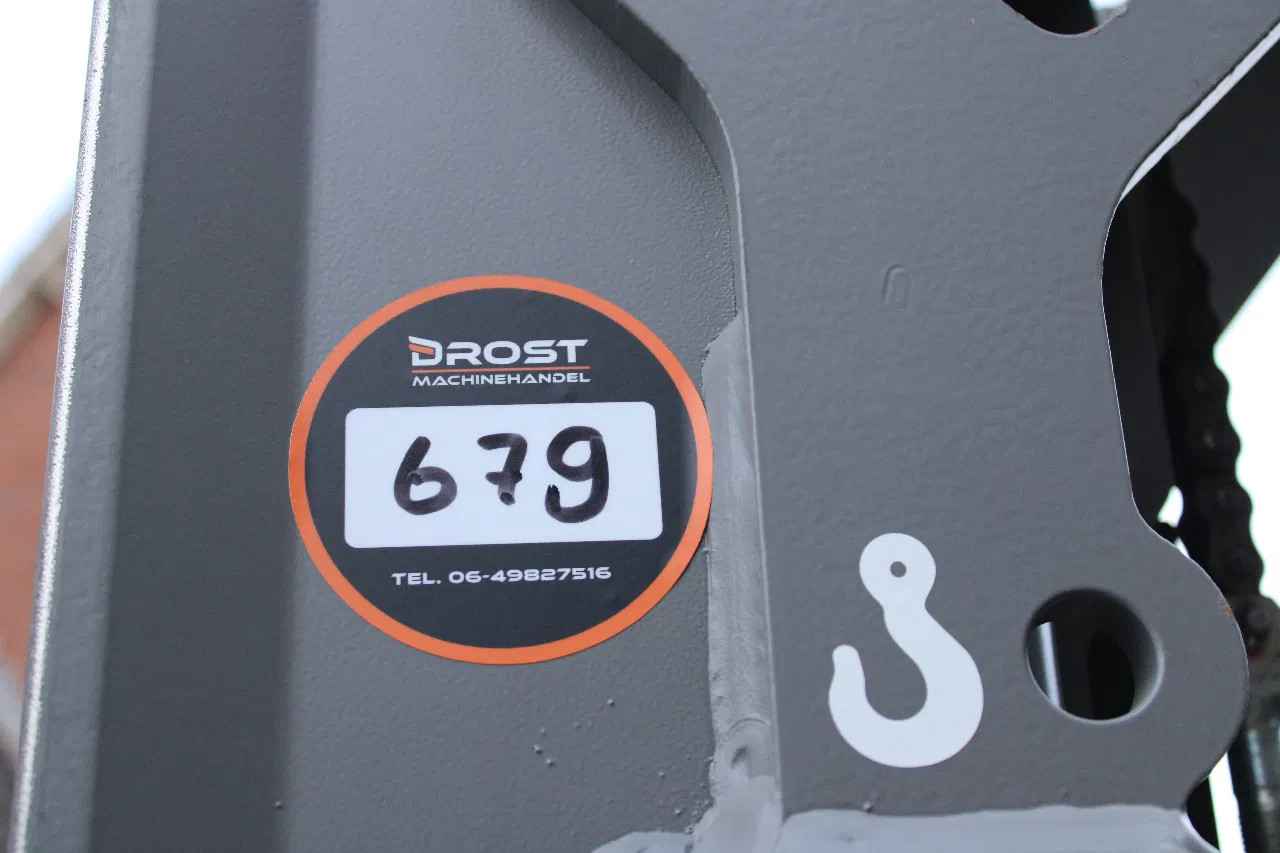 DROST
MACHINEHANDEL
679
TEL. 06-49827516